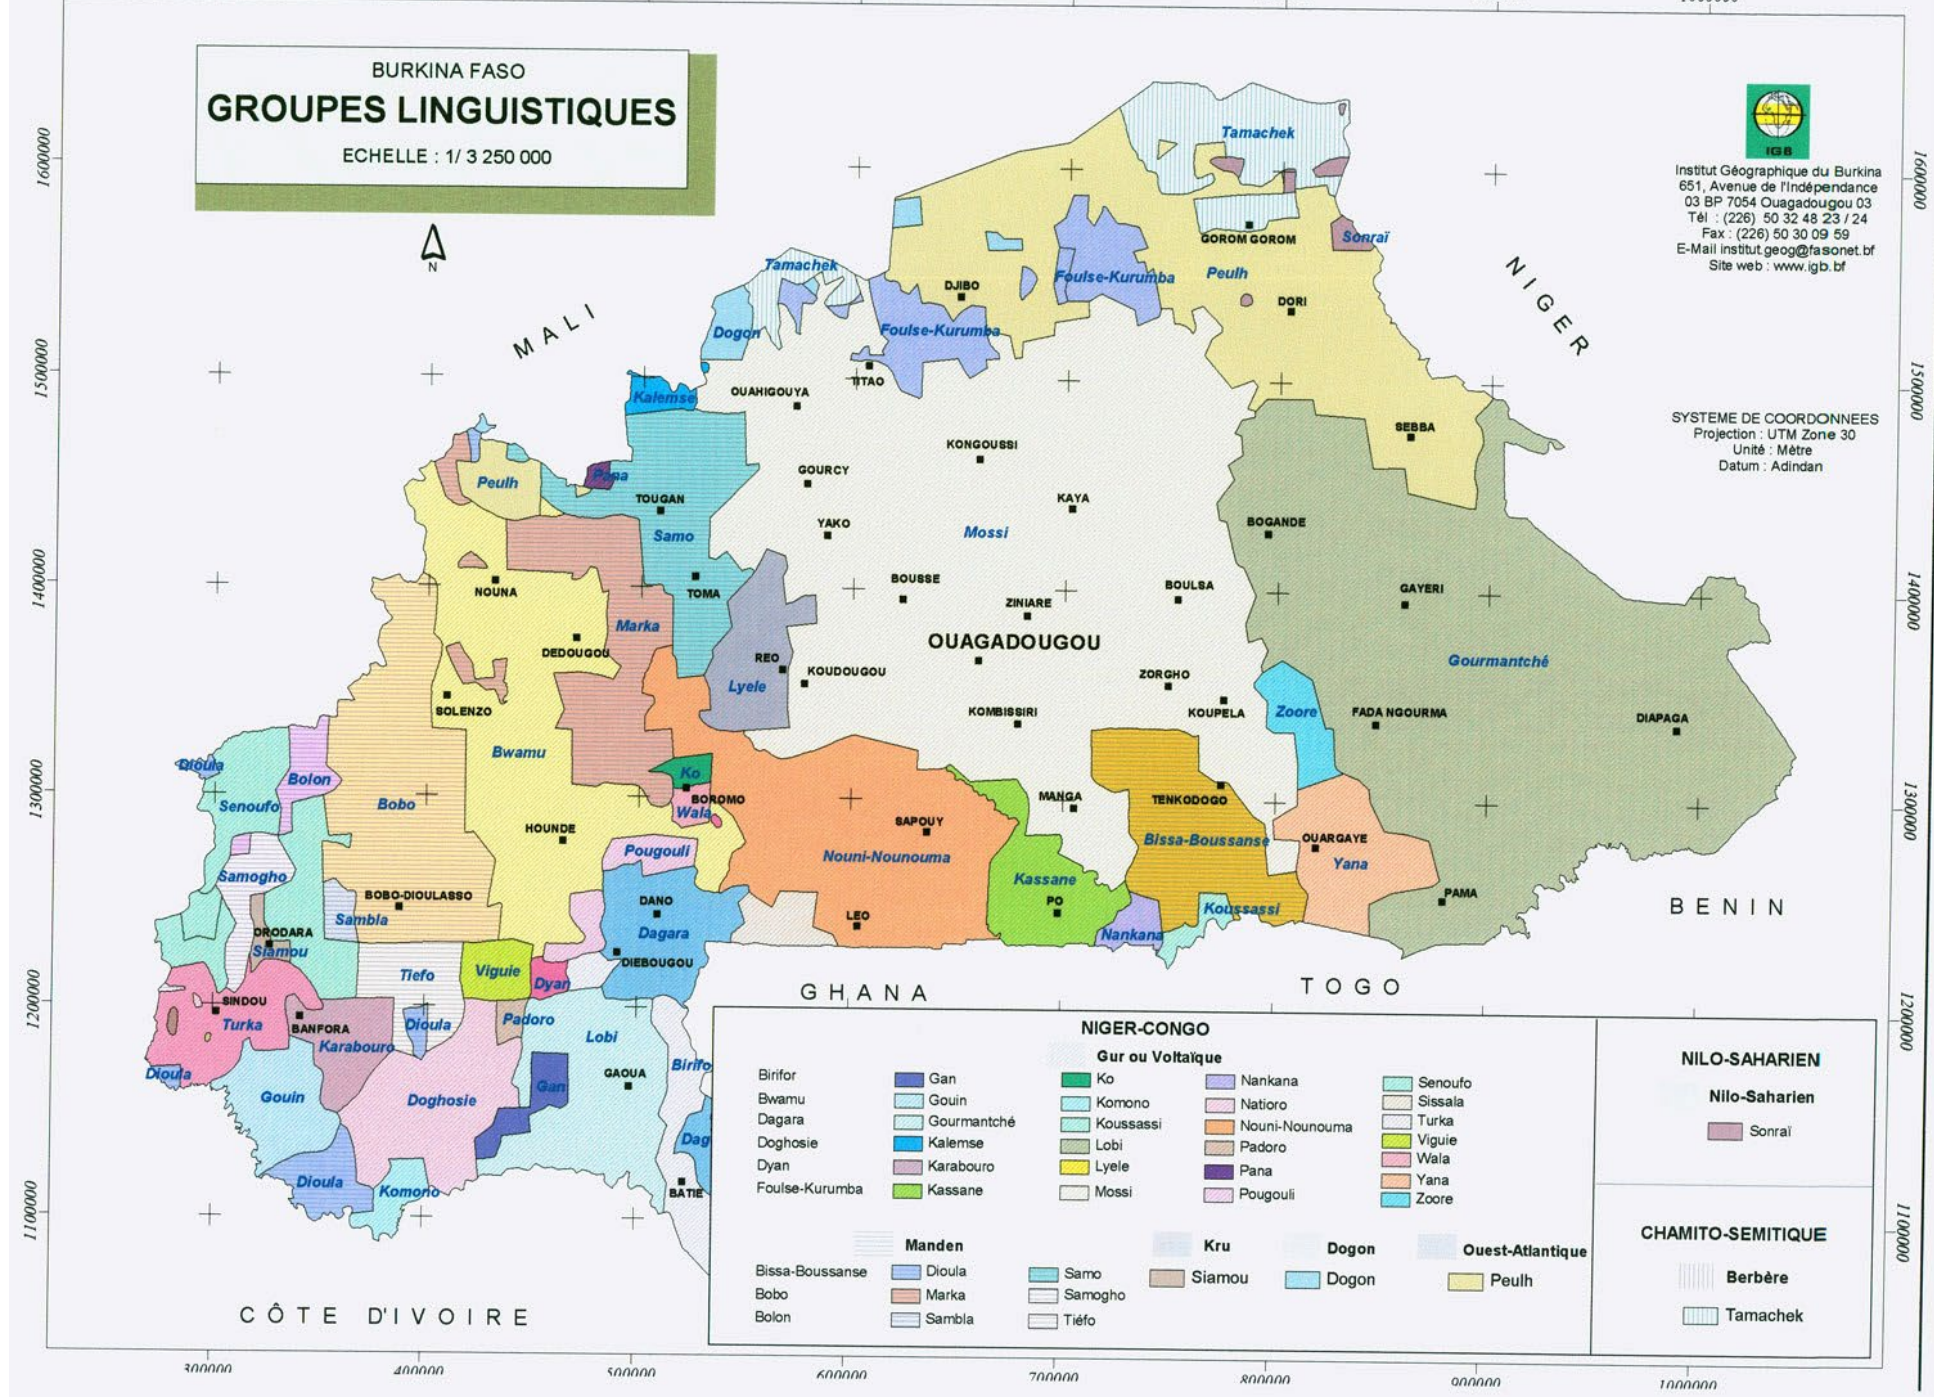 BURKINA FASO
GROUPES LINGUISTIQUES
ECHELLE : 1/ 3 250 000
N
IGB
Institut Géographique du Burkina
651, Avenue de l'Indépendance
03 BP 7054 Ouagadougou 03
Tél : (226) 50 32 48 23 / 24
Fax : (226) 50 30 09 59
E-Mail institut.geog@fasonet.bf
Site web : www.igb.bf
SYSTEME DE COORDONNEES
Projection : UTM Zone 30
Unité : Mètre
Datum : Adindan
MALI
NIGER
BENIN
TOGO
GHANA
CÔTE D'IVOIRE
1600000
1500000
1400000
1300000
1200000
1100000
1600000
1500000
1400000
1300000
1200000
1100000
300000
400000
500000
600000
700000
800000
900000
1000000
Tamachek
GOROM GOROM
Sonraï
Tamachek
Foulse-Kurumba
Peulh
DJIBO
DORI
Dogon
Foulse-Kurumba
TITAO
Kalemse
OUAHIGOUYA
SEBBA
KONGOUSSI
Peulh
Pana
GOURCY
TOUGAN
KAYA
YAKO
BOGANDE
Samo
Mossi
NOUNA
TOMA
BOUSSE
BOULSA
GAYERI
ZINIARE
Marka
OUAGADOUGOU
DEDOUGOU
REO
KOUDOUGOU
Gourmantché
ZORGHO
Lyele
SOLENZO
KOMBISSIRI
KOUPELA
Zoore
FADA NGOURMA
DIAPAGA
Bwamu
Dioula
Bolon
Ko
Senoufo
Bobo
BOROMO
Wala
MANGA
TENKODOGO
HOUNDE
SAPOUY
OUARGAYE
Bissa-Boussanse
Pougouli
Nouni-Nounouma
Yana
Samogho
Kassane
BOBO-DIOULASSO
DANO
PAMA
Sambla
LEO
PO
Koussassi
ORODARA
Dagara
Nankana
Siamou
DIEBOUGOU
Tiefo
Viguie
Dyan
SINDOU
Turka
BANFORA
Dioula
Padoro
Lobi
Karabouro
Birifo
Dioula
GAOUA
Gan
Gouin
Doghosie
Dag
Dioula
Komono
BATIE
NIGER-CONGO
Gur ou Voltaïque
Birifor
Bwamu
Dagara
Doghosie
Dyan
Foulse-Kurumba
Gan
Gouin
Gourmantché
Kalemse
Karabouro
Kassane
Ko
Komono
Koussassi
Lobi
Lyele
Mossi
Nankana
Natioro
Nouni-Nounouma
Padoro
Pana
Pougouli
Senoufo
Sissala
Turka
Viguie
Wala
Yana
Zoore
Manden
Bissa-Boussanse
Bobo
Bolon
Dioula
Marka
Sambla
Samo
Samogho
Tiéfo
Kru
Siamou
Dogon
Dogon
Ouest-Atlantique
Peulh
NILO-SAHARIEN
Nilo-Saharien
Sonraï
CHAMITO-SEMITIQUE
Berbère
Tamachek